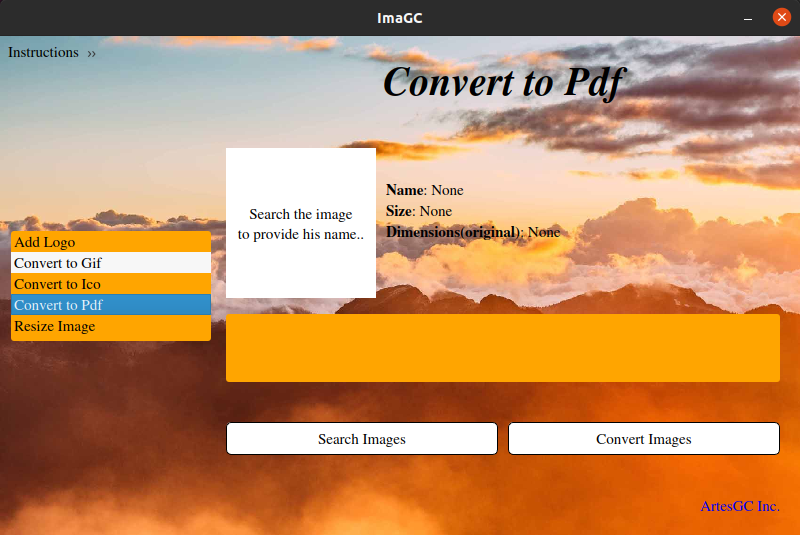 ImaGC
Instructions ››
Convert to Pdf
Search the image
to provide his name..
Name: None
Size: None
Dimensions(original): None
Add Logo
Convert to Gif
Convert to Ico
Convert to Pdf
Resize Image
Search Images
Convert Images
ArtesGC Inc.